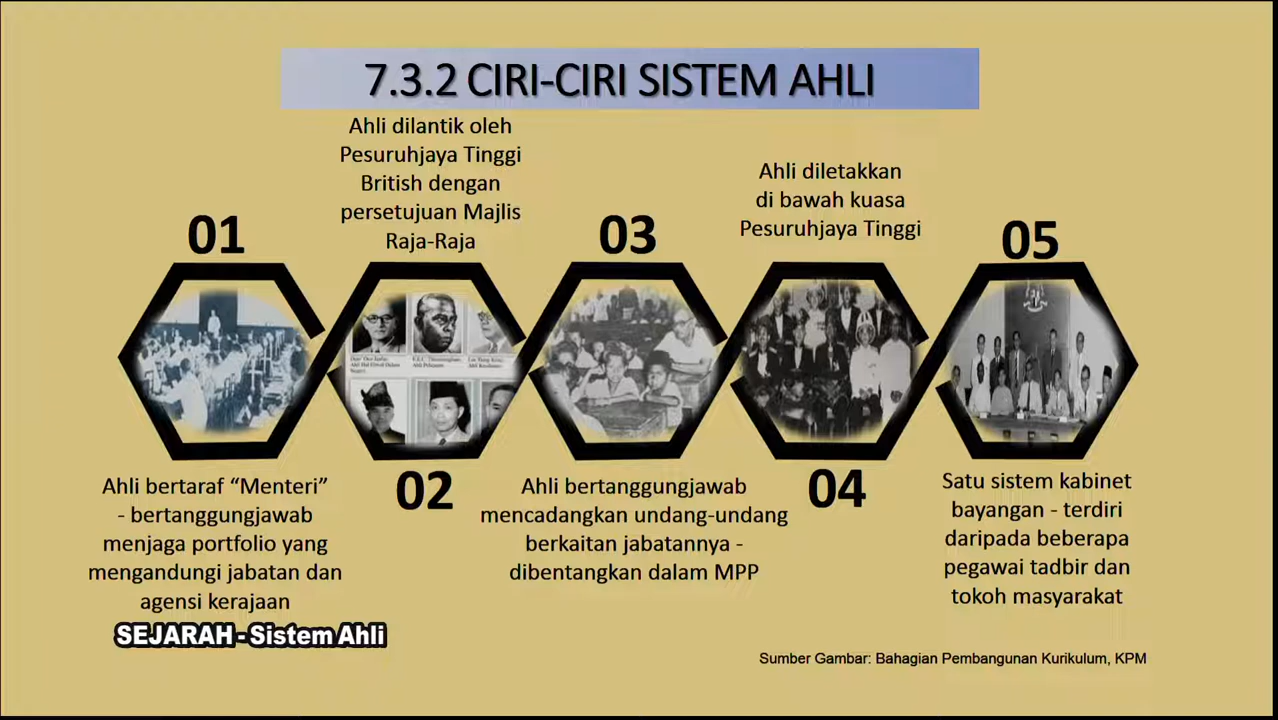 7.3.2 CIRI-CIRI SISTEM AHLI
01
Ahli bertaraf “Menteri”
- bertanggungjawab
menjaga portfolio yang
mengandungi jabatan dan
agensi kerajaan
Ahli dilantik oleh
Pesuruhjaya Tinggi
British dengan
persetujuan Majlis
Raja-Raja
02
03
Ahli bertanggungjawab
mencadangkan undang-undang
berkaitan jabatannya -
dibentangkan dalam MPP
Ahli diletakkan
di bawah kuasa
Pesuruhjaya Tinggi
04
05
Satu sistem kabinet
bayangan - terdiri
daripada beberapa
pegawai tadbir dan
tokoh masyarakat
SEJARAH - Sistem Ahli
Sumber Gambar: Bahagian Pembangunan Kurikulum, KPM